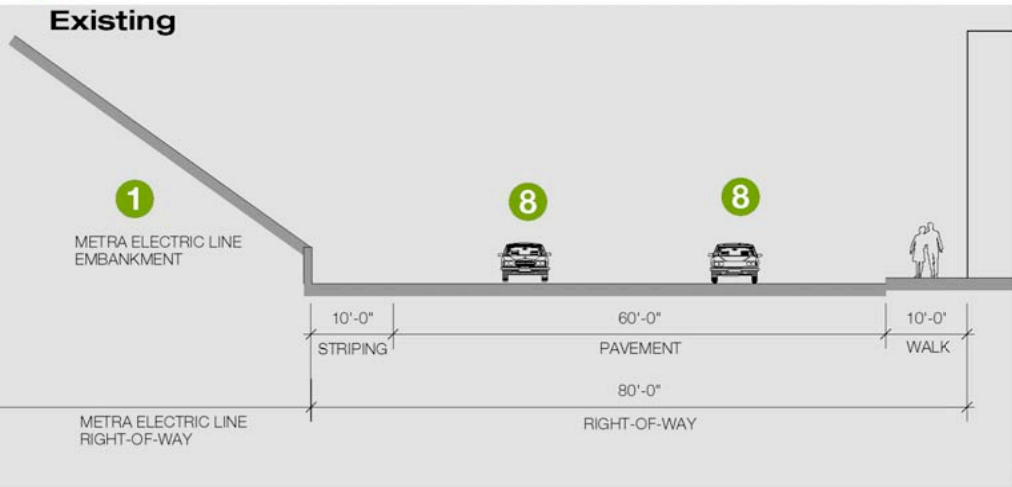 Existing
1
8
8
METRA ELECTRIC LINE
EMBANKMENT
10'-0"
60'-0"
10'-0'
STRIPING
PAVEMENT
WALK
80'-0"
METRA ELECTRIC LINE
RIGHT-OF-WAY
RIGHT-OF-WAY